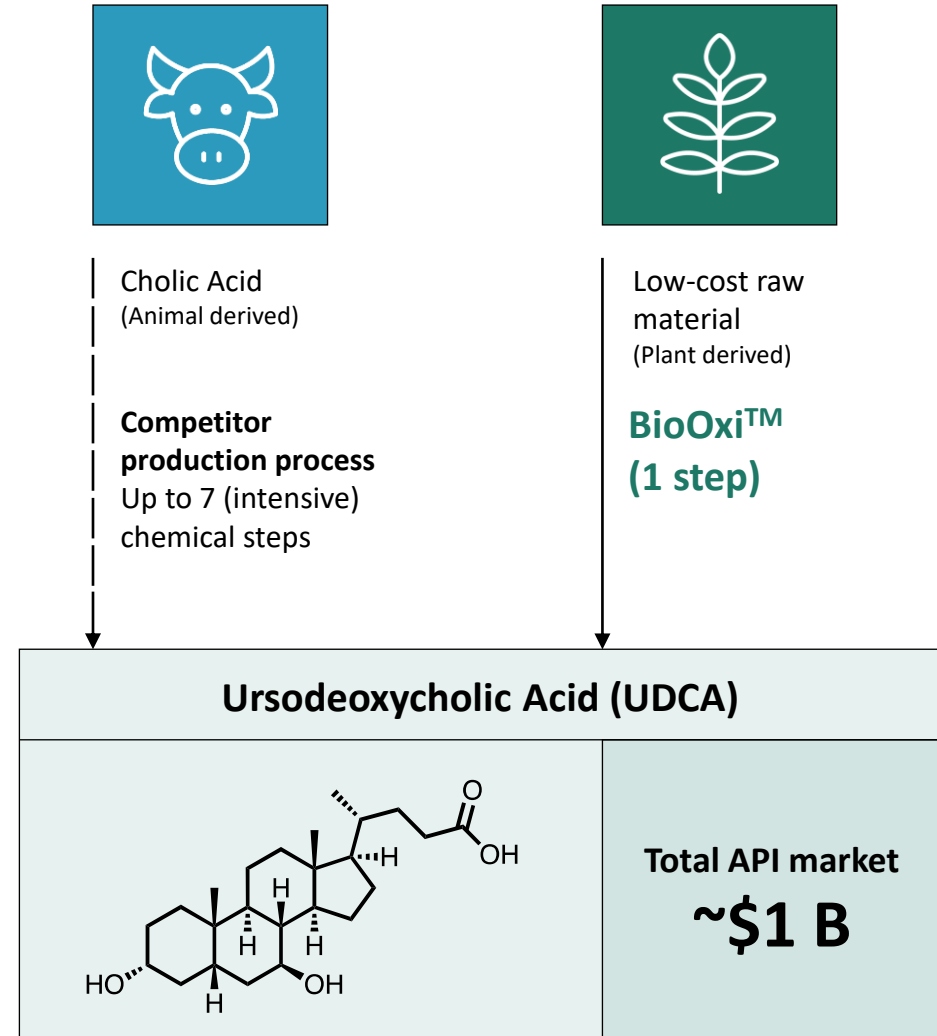 Cholic Acid
(Animal derived)
Competitor
production process
Up to 7 (intensive)
chemical steps
Low-cost raw
material
(Plant derived)
BioOxi™
(1 step)
Ursodeoxycholic Acid (UDCA)
O
OH
H
H
H
H
HO
H
OH
Total API market
~$1 B